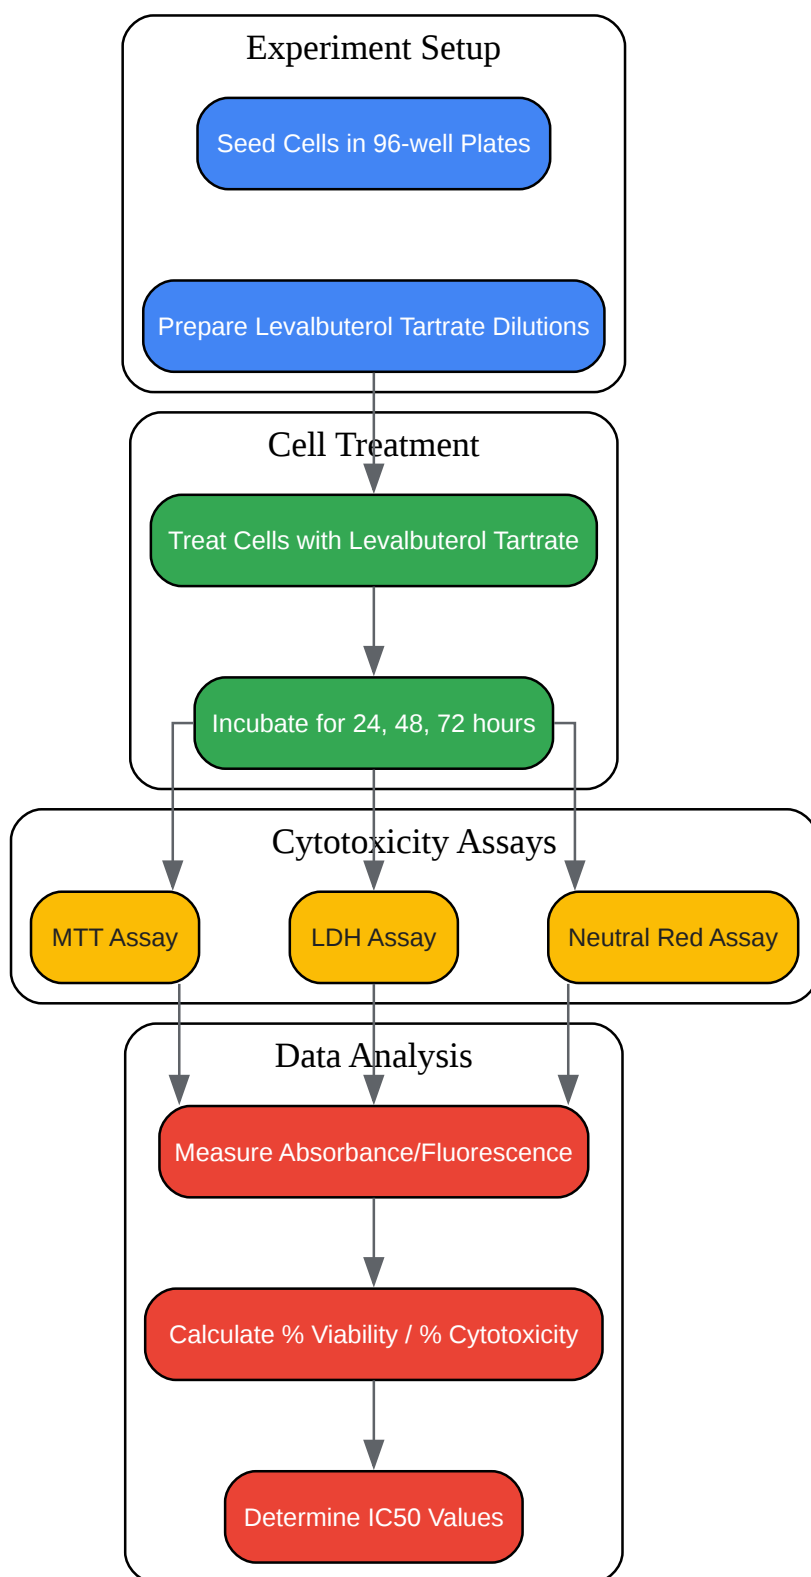 Experiment Setup
Seed Cells in 96-well Plates
Prepare Levalbuterol Tartrate Dilutions
Cell Treatment
Treat Cells with Levalbuterol Tartrate
Incubate for 24, 48, 72 hours
Cytotoxicity Assays
MTT Assay
LDH Assay
Neutral Red Assay
Data Analysis
Measure Absorbance/Fluorescence
Calculate % Viability / % Cytotoxicity
Determine IC50 Values